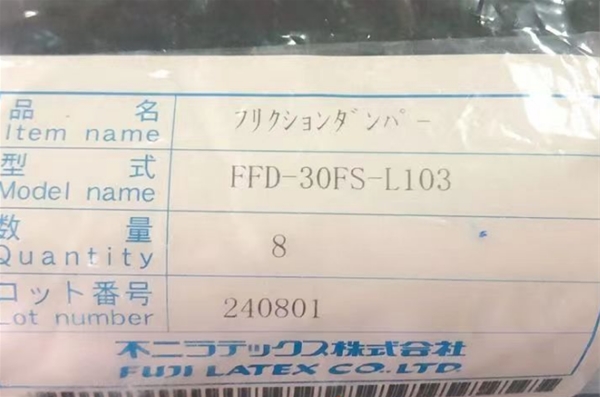 品 名 ﾌﾘｸｼｮﾝﾀﾞﾝﾊﾟｰ
Item name
型 式 FFD-30FS-L103
Model name
数 量 8
Quantity
ロット番号 240801
Lot number
不二ラテックス株式会社
FUJI LATEX CO.,LTD.